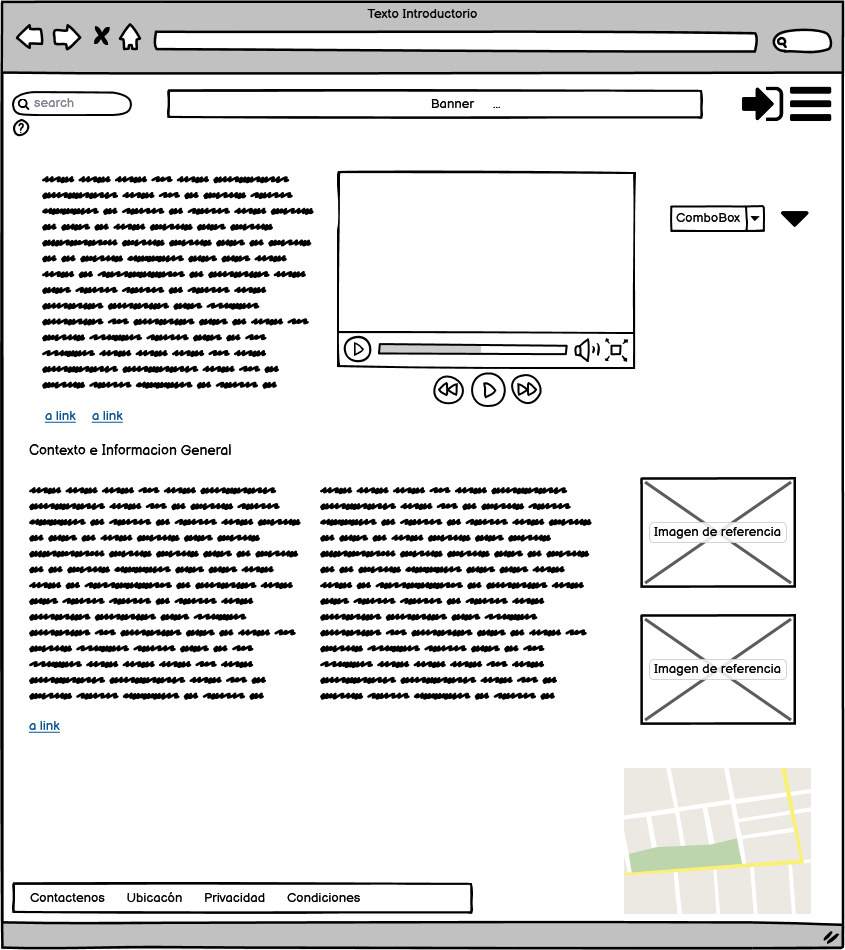 Texto Introductorio
search
Banner ...
?
ComboBox
a link a link
Contexto e Informacion General
Imagen de referencia
Imagen de referencia
a link
Contactenos Ubicacón Privacidad Condiciones